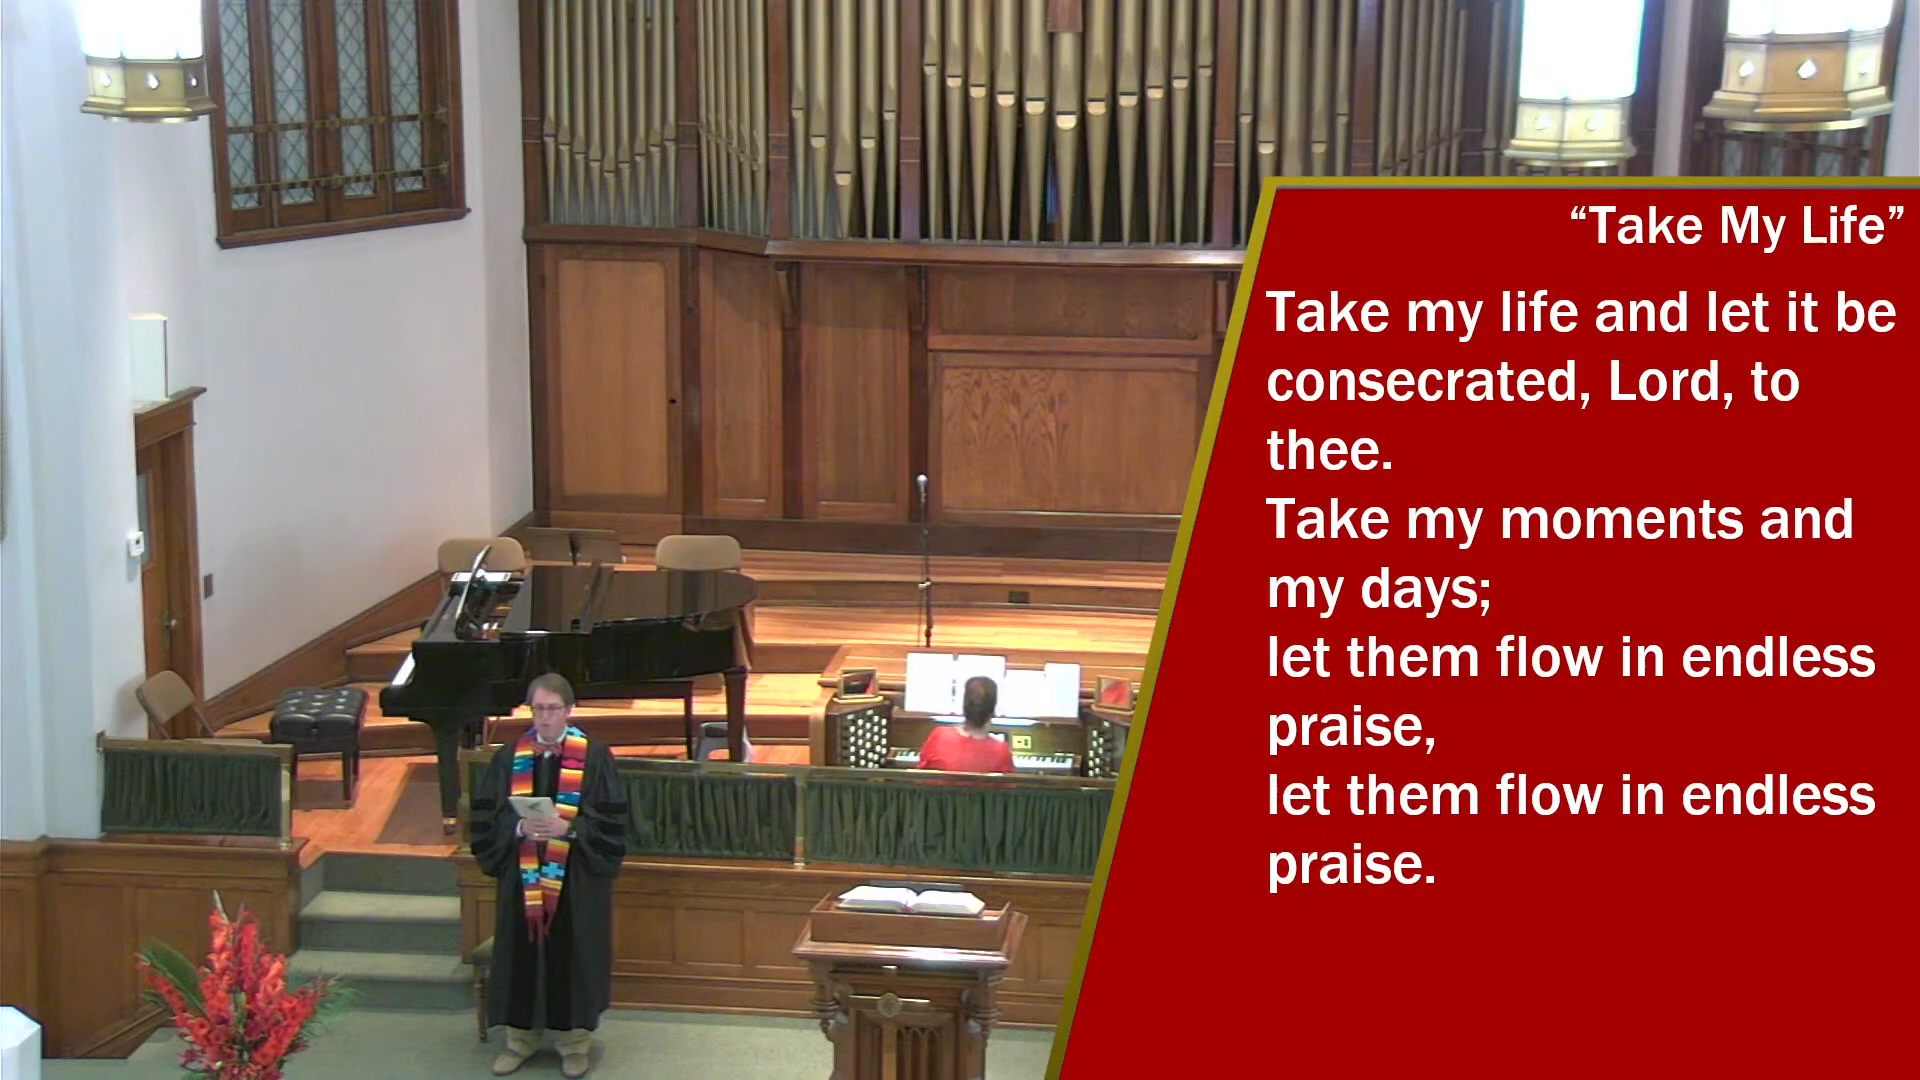 “Take My Life”
Take my life and let it be
consecrated, Lord, to
thee.
Take my moments and
my days;
let them flow in endless
praise,
let them flow in endless
praise.